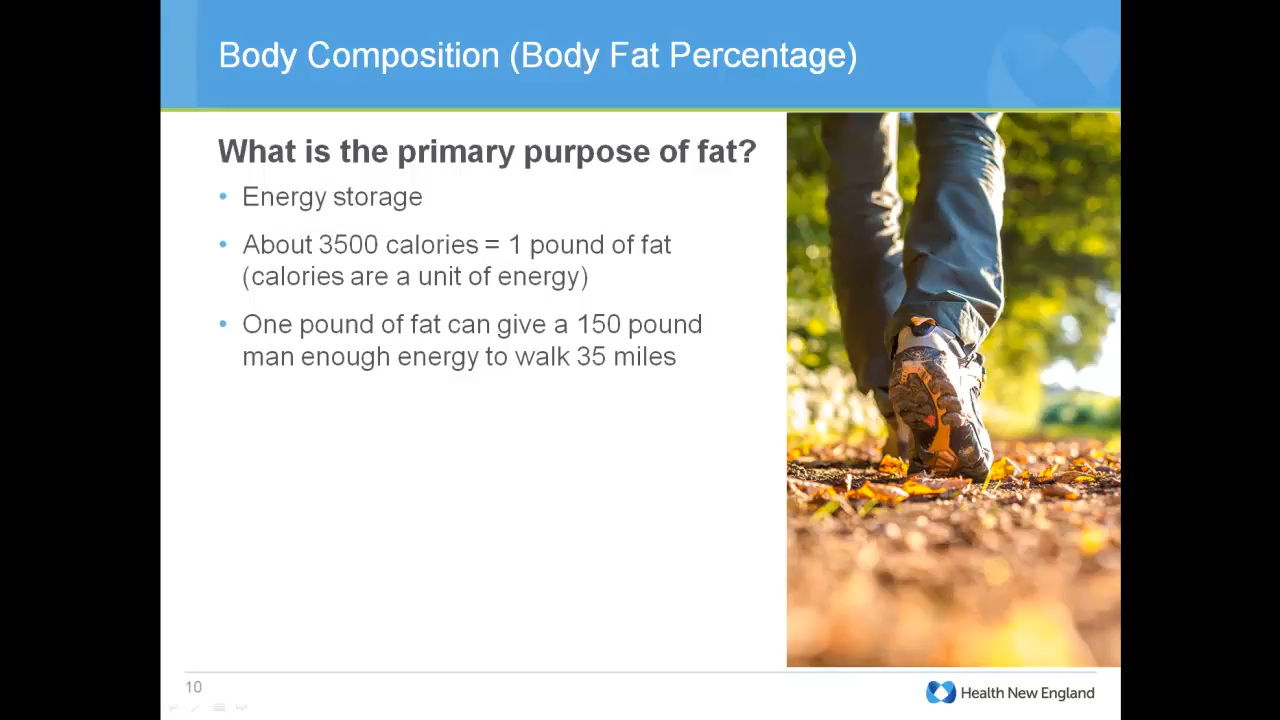 Body Composition (Body Fat Percentage)
What is the primary purpose of fat?
• Energy storage
• About 3500 calories = 1 pound of fat
(calories are a unit of energy)
• One pound of fat can give a 150 pound
man enough energy to walk 35 miles
10
Health New England